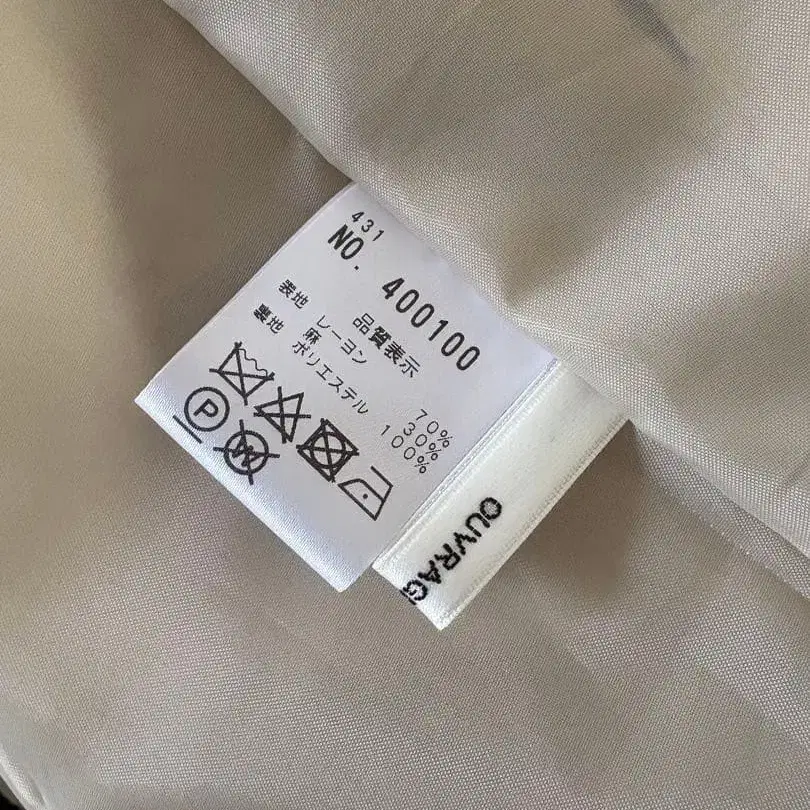 431
NO. 400100
品質表示
表地 レーヨン 70%
麻 30%
裏地 ポリエステル 100%
P
W
OUVRAG